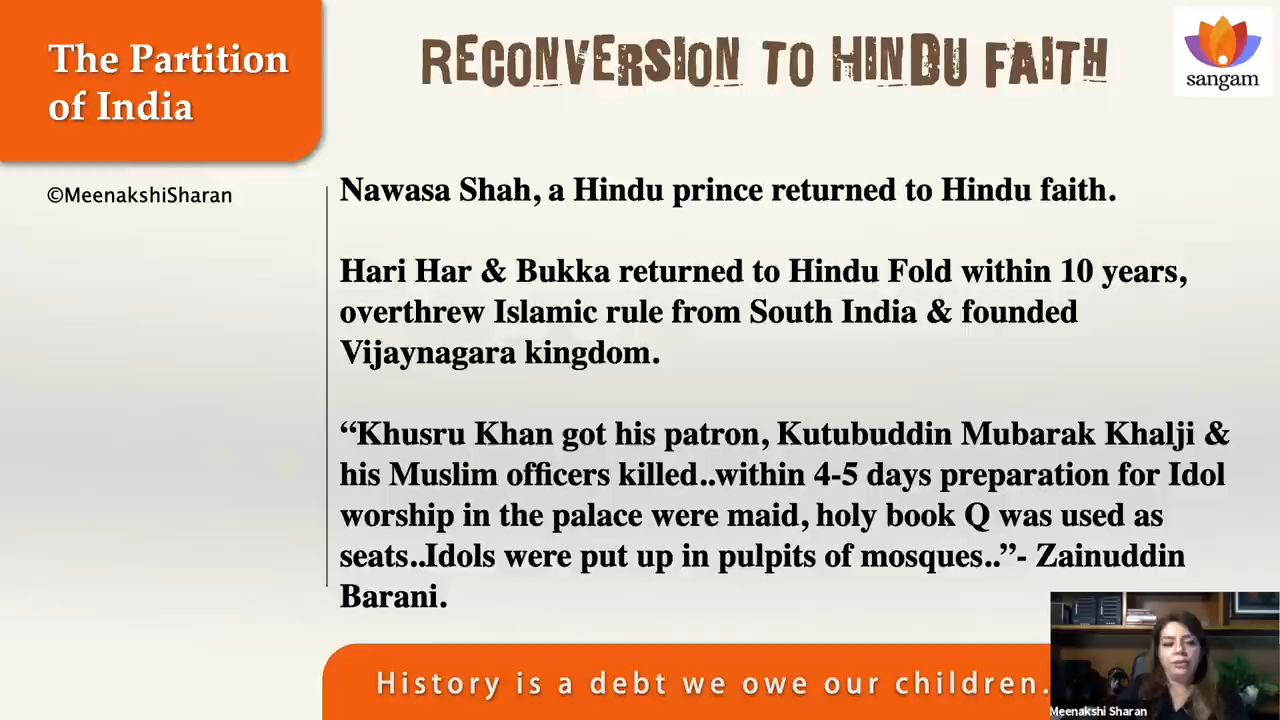 The Partition
of India
RECONVERSION TO HINDU FAITH
sangam
©MeenakshiSharan
Nawasa Shah, a Hindu prince returned to Hindu faith.
Hari Har & Bukka returned to Hindu Fold within 10 years,
overthrew Islamic rule from South India & founded
Vijaynagara kingdom.
“Khusru Khan got his patron, Kutubuddin Mubarak Khalji &
his Muslim officers killed..within 4-5 days preparation for Idol
worship in the palace were maid, holy book Q was used as
seats..Idols were put up in pulpits of mosques..”- Zainuddin
Barani.
History is a debt we owe our children.
Meenakshi Sharan